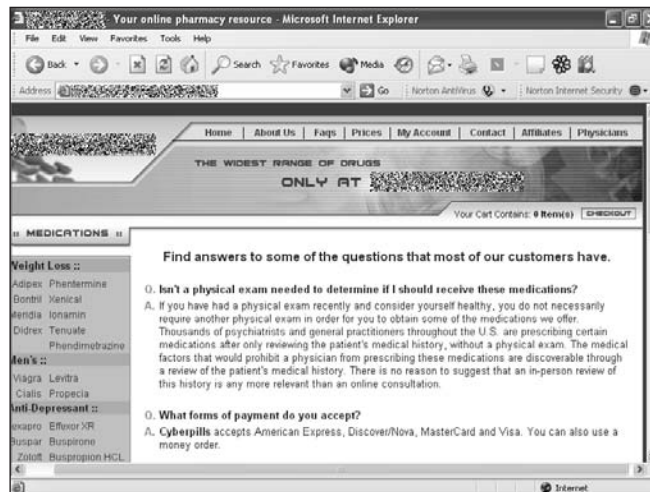 Your online pharmacy resource - Microsoft Internet Explorer
File Edit View Favorites Tools Help
Back Search Favorites Media
Address Go Norton AntiVirus Norton Internet Security
Home | About Us | Faqs | Prices | My Account | Contact | Affiliates | Physicians
THE WIDEST RANGE OF DRUGS
ONLY AT
Your Cart Contains: 0 Item(s) CHECKOUT
:: MEDICATIONS ::
Weight Loss ::
Adipex Phentermine
Bontril Xenical
Meridia Ionamin
Didrex Tenuate
Phendimetrazine
Men's ::
Viagra Levitra
Cialis Propecia
Anti-Depressant ::
exapro Effexor XR
Buspar Buspirone
Zoloft Buspropion HCL
Find answers to some of the questions that most of our customers have.
Q. Isn't a physical exam needed to determine if I should receive these medications?
A. If you have had a physical exam recently and consider yourself healthy, you do not necessarily
require another physical exam in order for you to obtain some of the medications we offer.
Thousands of psychiatrists and general practitioners throughout the U.S. are prescribing certain
medications after only reviewing the patient's medical history, without a physical exam. The medical
factors that would prohibit a physician from prescribing these medications are discoverable through
a review of the patient's medical history. There is no reason to suggest that an in-person review of
this history is any more relevant than an online consultation.
Q. What forms of payment do you accept?
A. Cyberpills accepts American Express, Discover/Nova, MasterCard and Visa. You can also use a
money order.
Internet